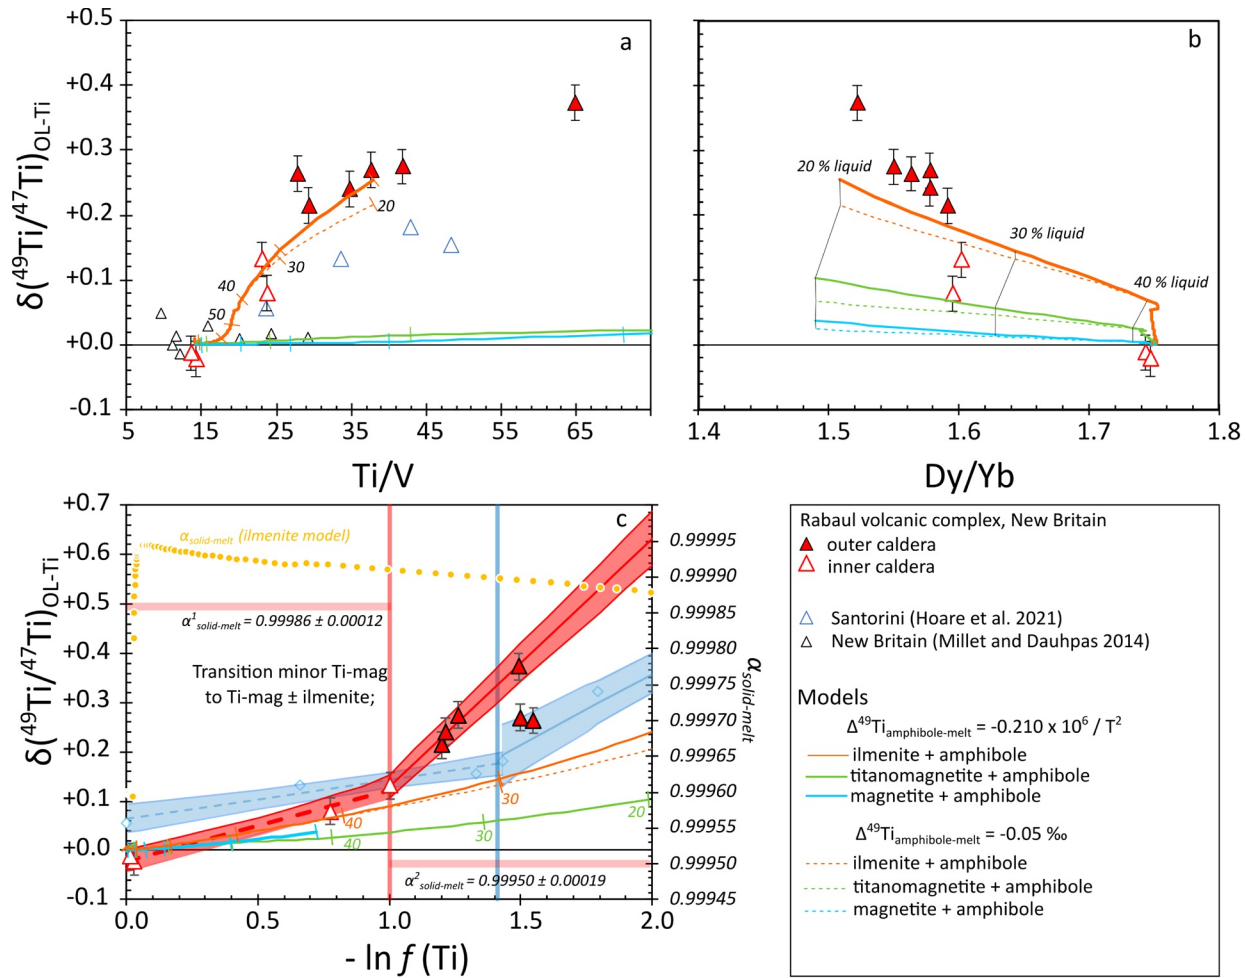 +0.5
+0.4
+0.3
+0.2
+0.1
+0.0
-0.1
δ(⁴⁹Ti/⁴⁷Ti)OL-Ti
a
20
30
40
50
5 15 25 35 45 55 65
Ti/V
b
20 % liquid
30 % liquid
40 % liquid
1.4 1.5 1.6 1.7 1.8
Dy/Yb
+0.7
+0.6
+0.5
+0.4
+0.3
+0.2
+0.1
+0.0
-0.1
δ(⁴⁹Ti/⁴⁷Ti)OL-Ti
c
αsolid-melt (ilmenite model)
α¹solid-melt = 0.99986 ± 0.00012
Transition minor Ti-mag
to Ti-mag ± ilmenite;
40
30
40
30
20
α²solid-melt = 0.99950 ± 0.00019
0.99995
0.99990
0.99985
0.99980
0.99975
0.99970
0.99965
0.99960
0.99955
0.99950
0.99945
αsolid-melt
0.0 0.5 1.0 1.5 2.0
- ln f (Ti)
Rabaul volcanic complex, New Britain
outer caldera
inner caldera
Santorini (Hoare et al. 2021)
New Britain (Millet and Dauhpas 2014)
Models
Δ⁴⁹Tiamphibole-melt = -0.210 x 10⁶ / T²
ilmenite + amphibole
titanomagnetite + amphibole
magnetite + amphibole
Δ⁴⁹Tiamphibole-melt = -0.05 ‰
ilmenite + amphibole
titanomagnetite + amphibole
magnetite + amphibole